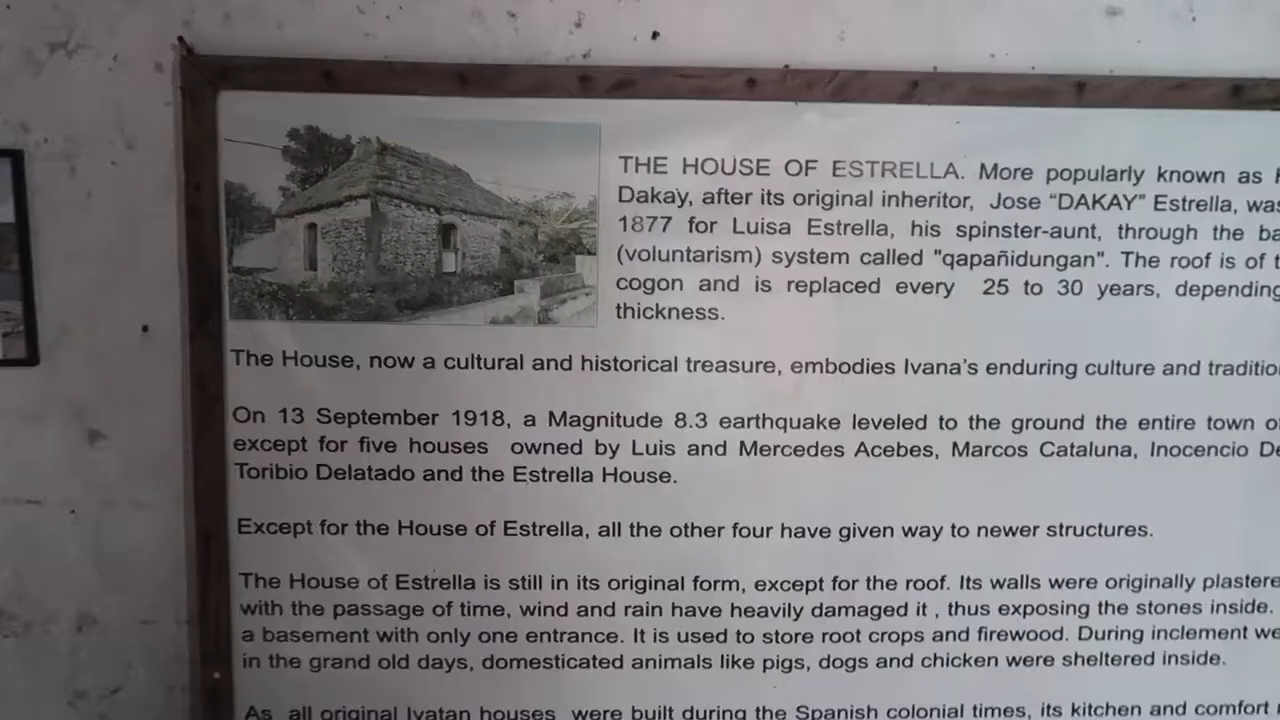 THE HOUSE OF ESTRELLA. More popularly known as
Dakay, after its original inheritor, Jose “DAKAY” Estrella, was
1877 for Luisa Estrella, his spinster-aunt, through the
(voluntarism) system called "qapañidungan". The roof is of
cogon and is replaced every 25 to 30 years, depending
thickness.
The House, now a cultural and historical treasure, embodies Ivana’s enduring culture and
On 13 September 1918, a Magnitude 8.3 earthquake leveled to the ground the entire town
except for five houses owned by Luis and Mercedes Acebes, Marcos Cataluna, Inocencio
Toribio Delatado and the Estrella House.
Except for the House of Estrella, all the other four have given way to newer structures.
The House of Estrella is still in its original form, except for the roof. Its walls were originally
with the passage of time, wind and rain have heavily damaged it , thus exposing the stones inside.
a basement with only one entrance. It is used to store root crops and firewood. During inclement
in the grand old days, domesticated animals like pigs, dogs and chicken were sheltered inside.
As all original Ivatan houses were built during the Spanish colonial times, its kitchen and comfort